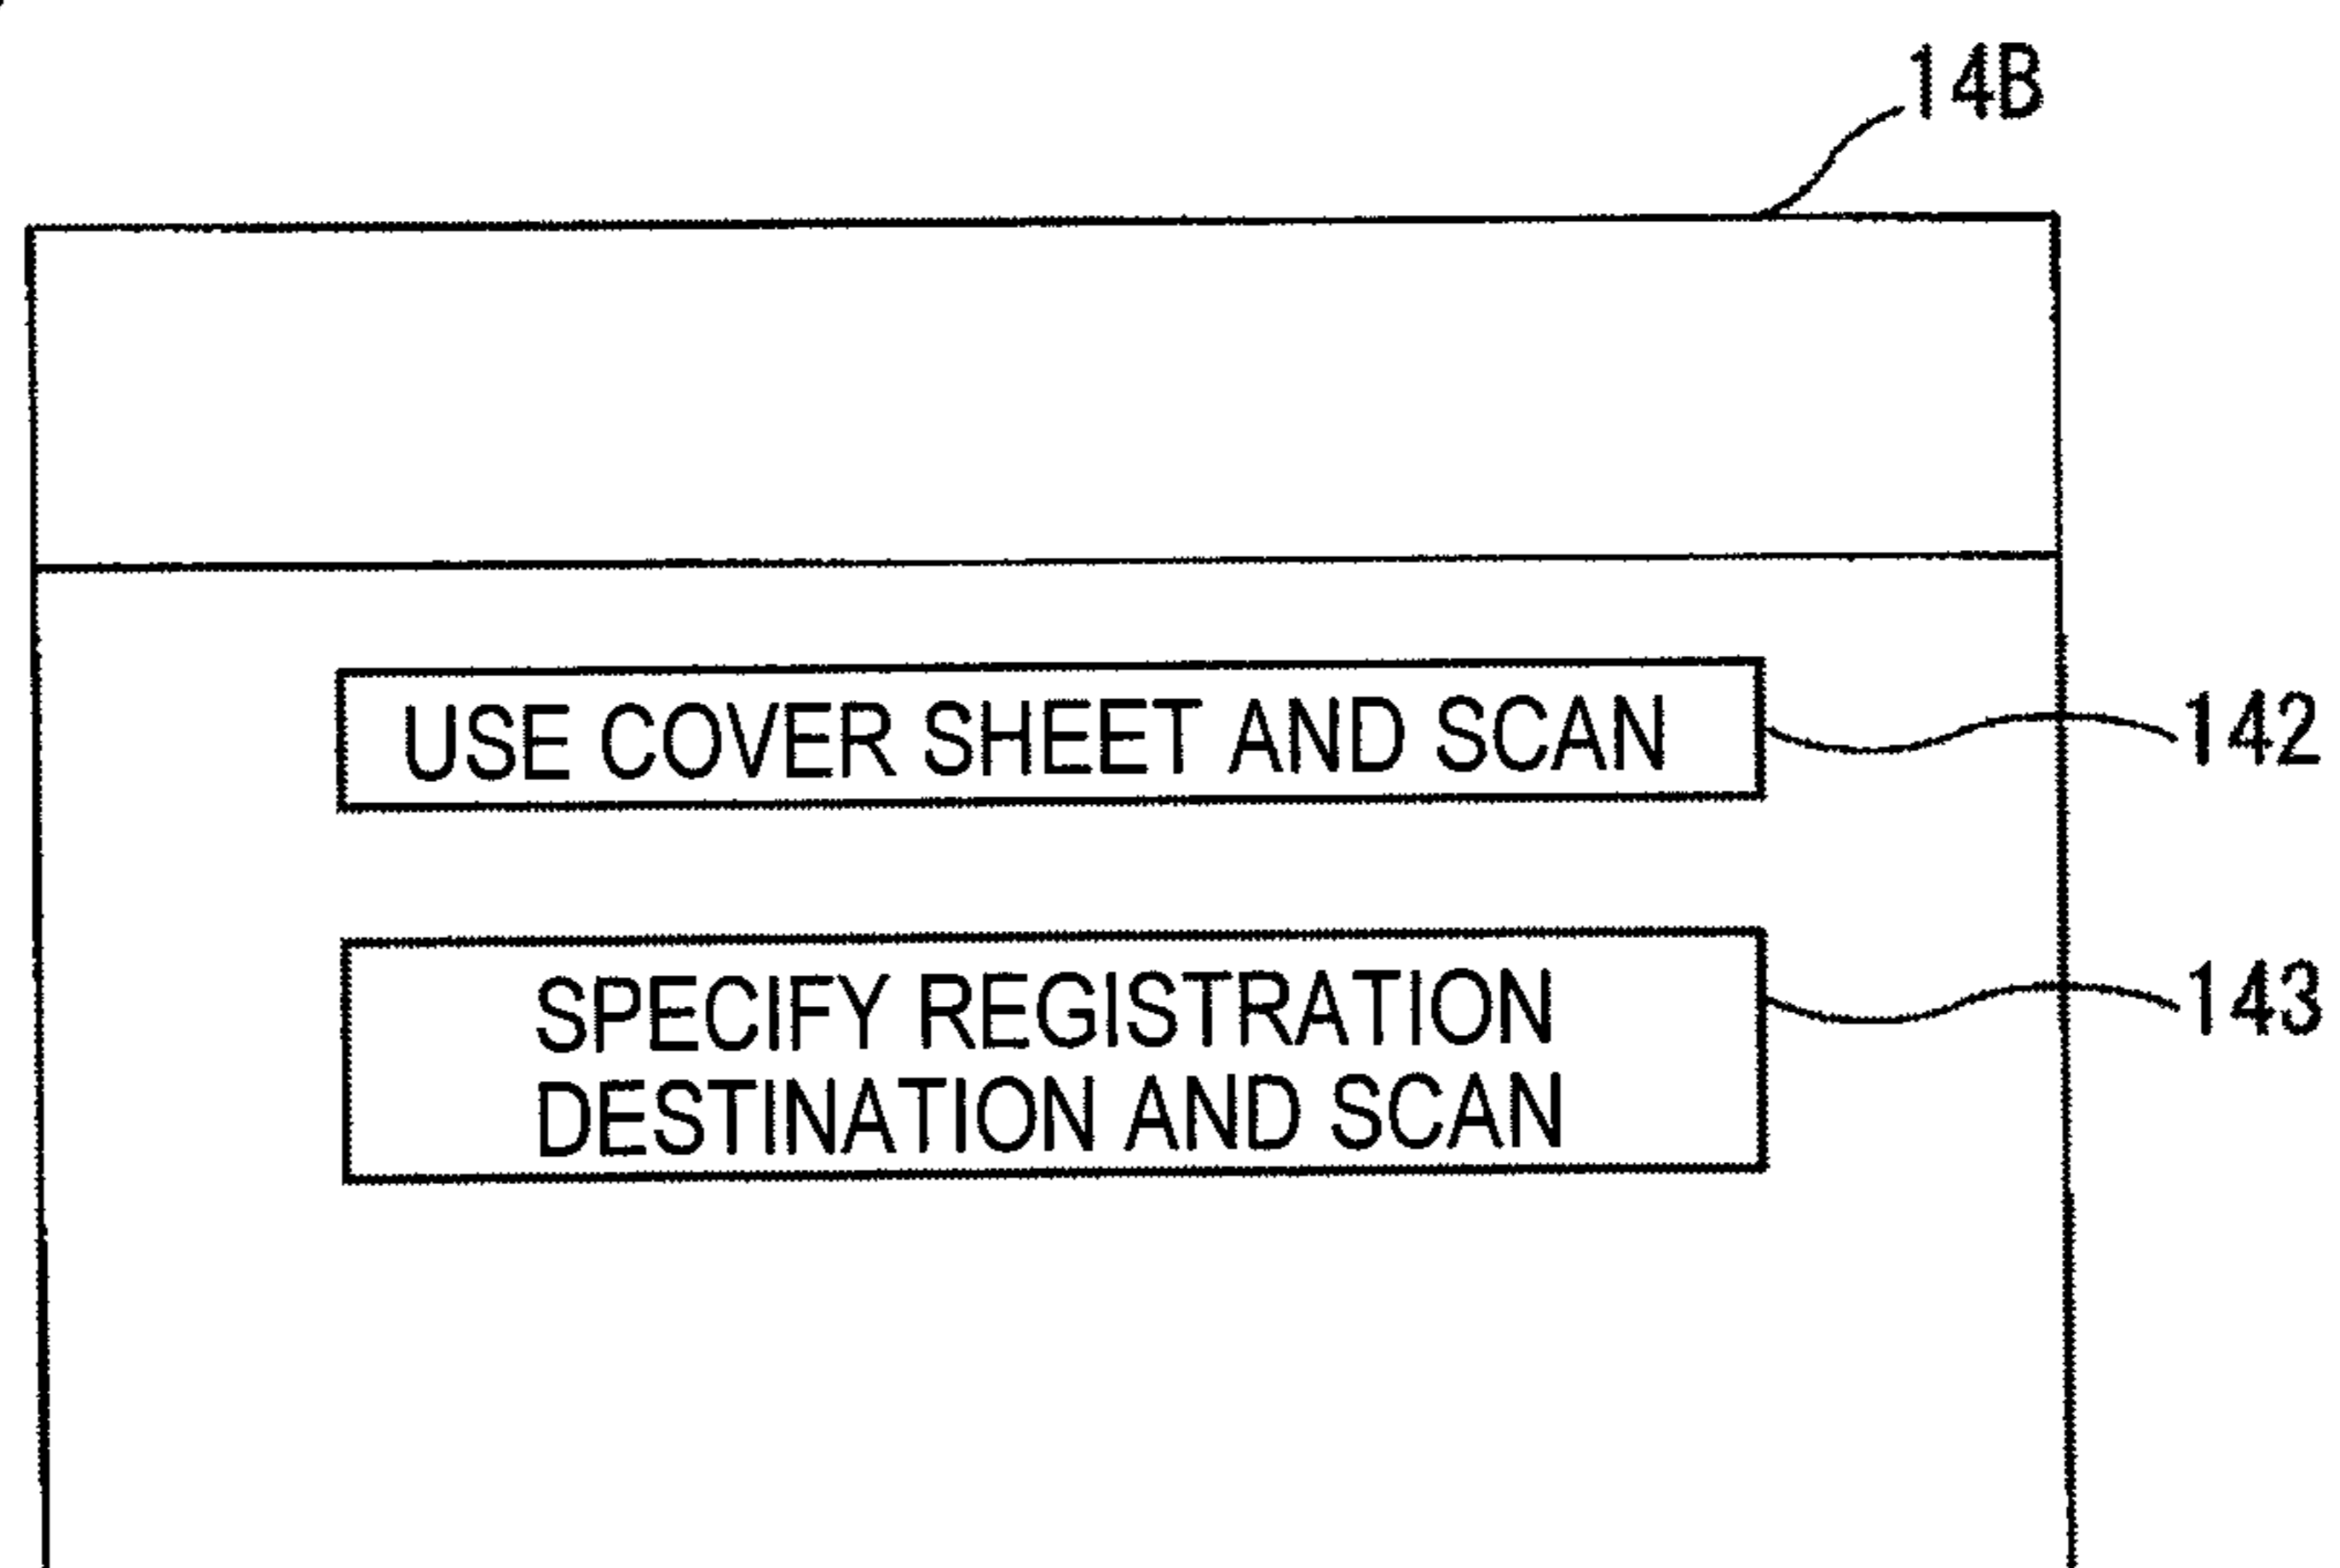 14B
USE COVER SHEET AND SCAN
142
SPECIFY REGISTRATION
DESTINATION AND SCAN
143